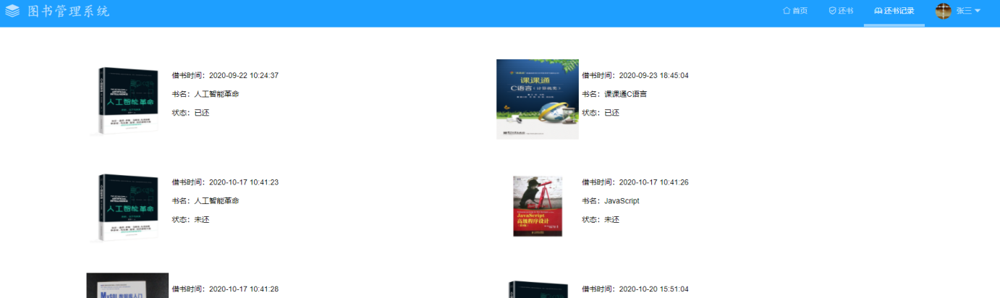 图书管理系统
首页
还书
还书记录
张三
人工智能革命
借书时间：2020-09-22 10:24:37
书名：人工智能革命
状态：已还
课课通
C语言（计算机类）
借书时间：2020-09-23 18:45:04
书名：课课通C语言
状态：已还
人工智能革命
借书时间：2020-10-17 10:41:23
书名：人工智能革命
状态：未还
JavaScript
高级程序设计
借书时间：2020-10-17 10:41:26
书名：JavaScript
状态：未还
借书时间：2020-10-17 10:41:28
借书时间：2020-10-20 15:51:04